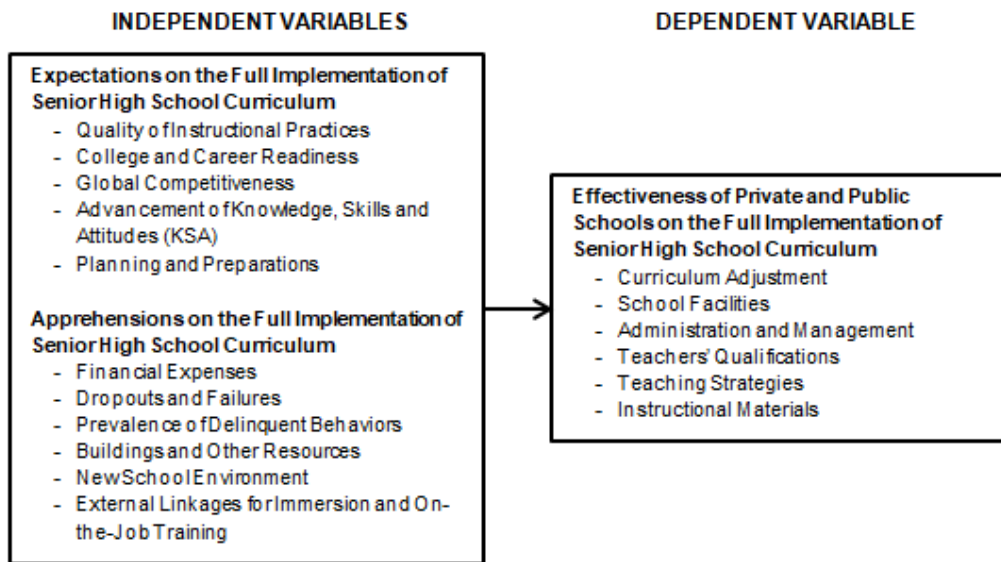 INDEPENDENT VARIABLES
Expectations on the Full Implementation of
Senior High School Curriculum
- Quality of Instructional Practices
- College and Career Readiness
- Global Competitiveness
- Advancement of Knowledge, Skills and
Attitudes (KSA)
- Planning and Preparations
Apprehensions on the Full Implementation of
Senior High School Curriculum
- Financial Expenses
- Dropouts and Failures
- Prevalence of Delinquent Behaviors
- Buildings and Other Resources
- New School Environment
- External Linkages for Immersion and On-
the-Job Training
DEPENDENT VARIABLE
Effectiveness of Private and Public
Schools on the Full Implementation of
Senior High School Curriculum
- Curriculum Adjustment
- School Facilities
- Administration and Management
- Teachers' Qualifications
- Teaching Strategies
- Instructional Materials